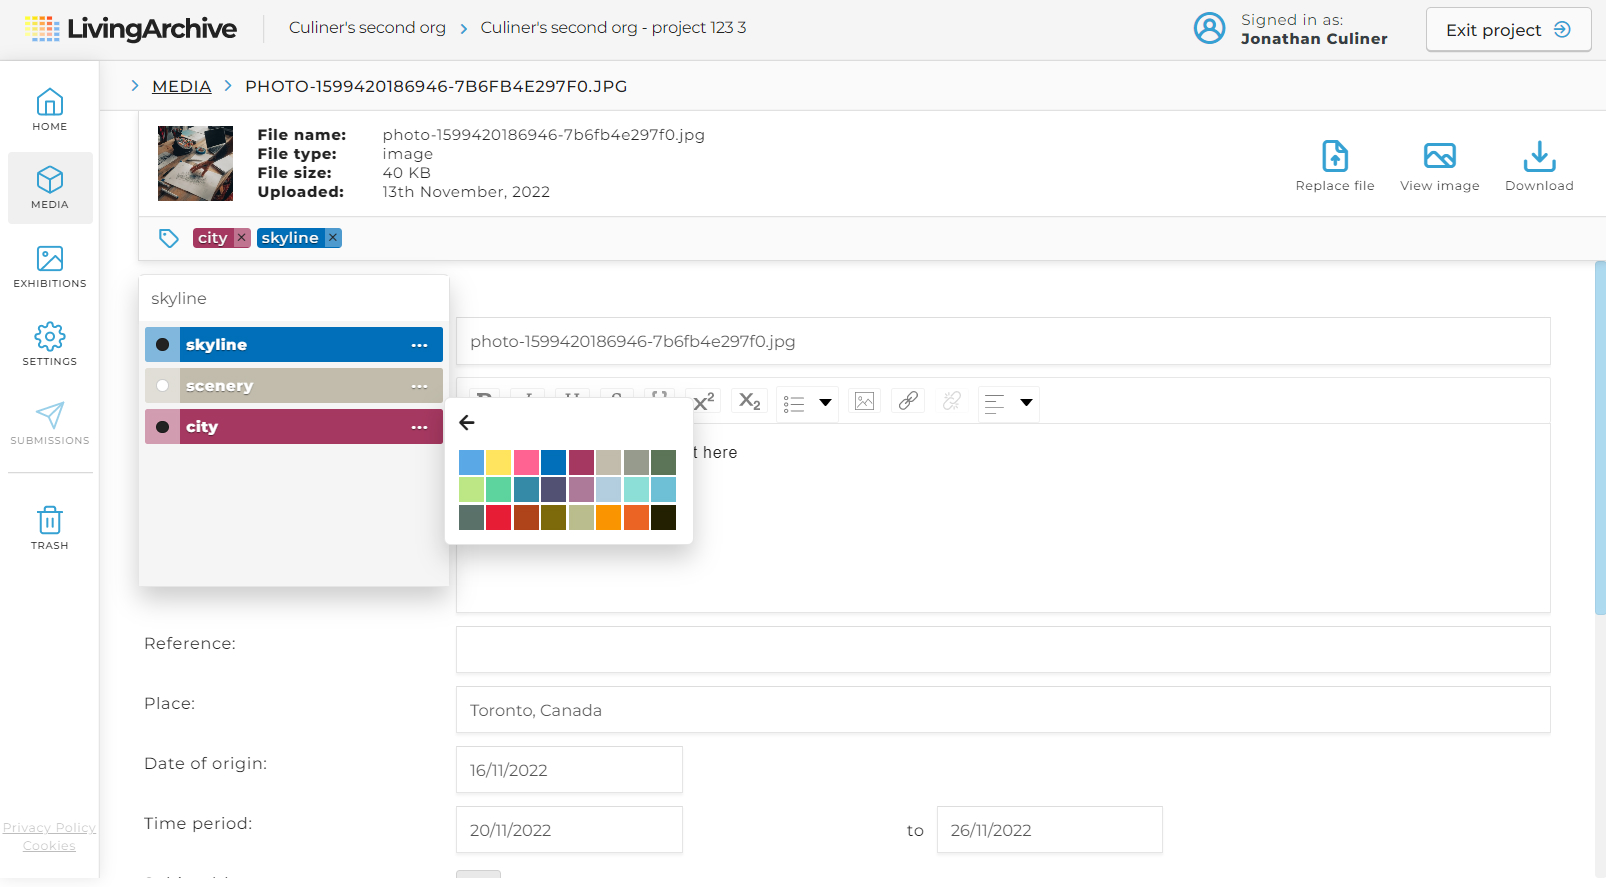 LivingArchive
Culiner's second org
Culiner's second org - project 123 3
Signed in as:
Jonathan Culiner
Exit project
MEDIA
PHOTO-1599420186946-7B6FB4E297F0.JPG
HOME
MEDIA
EXHIBITIONS
SETTINGS
SUBMISSIONS
TRASH
Privacy Policy
Cookies
File name: photo-1599420186946-7b6fb4e297f0.jpg
File type: image
File size: 40 KB
Uploaded: 13th November, 2022
Replace file
View image
Download
city × skyline ×
skyline
skyline ...
scenery ...
city ...
photo-1599420186946-7b6fb4e297f0.jpg
X2 X2
here
Reference:
Place: Toronto, Canada
Date of origin: 16/11/2022
Time period: 20/11/2022 to 26/11/2022